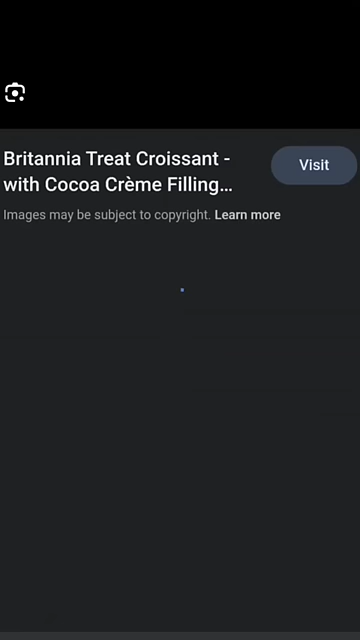 Britannia Treat Croissant -
with Cocoa Crème Filling...
Visit
Images may be subject to copyright. Learn more